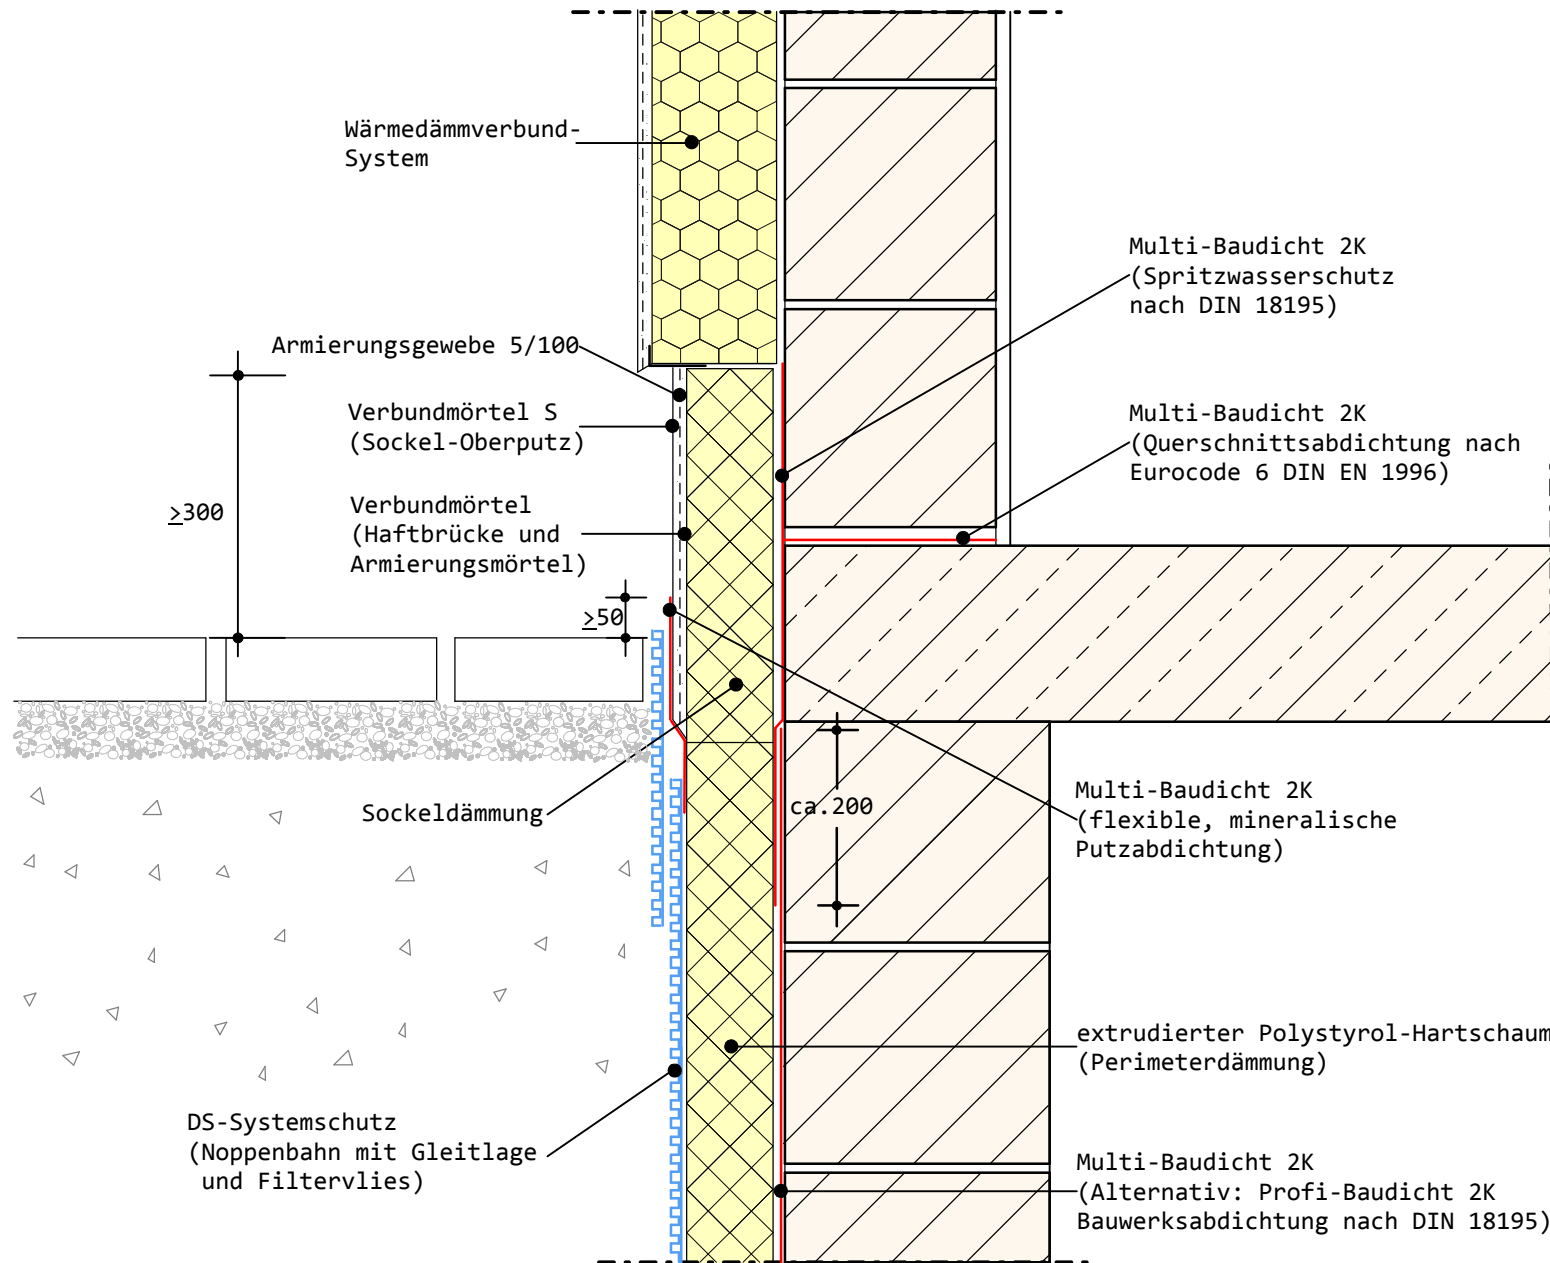 Wärmedämmverbund-
System
Multi-Baudicht 2K
(Spritzwasserschutz
nach DIN 18195)
Armierungsgewebe 5/100
Verbundmörtel S
(Sockel-Oberputz)
Multi-Baudicht 2K
(Querschnittsabdichtung nach
Eurocode 6 DIN EN 1996)
≥300
Verbundmörtel
(Haftbrücke und
Armierungsmörtel)
≥50
Sockeldämmung
ca.200
Multi-Baudicht 2K
(flexible, mineralische
Putzabdichtung)
extrudierter Polystyrol-Hartschaum
(Perimeterdämmung)
DS-Systemschutz
(Noppenbahn mit Gleitlage
und Filtervlies)
Multi-Baudicht 2K
(Alternativ: Profi-Baudicht 2K
Bauwerksabdichtung nach DIN 18195)